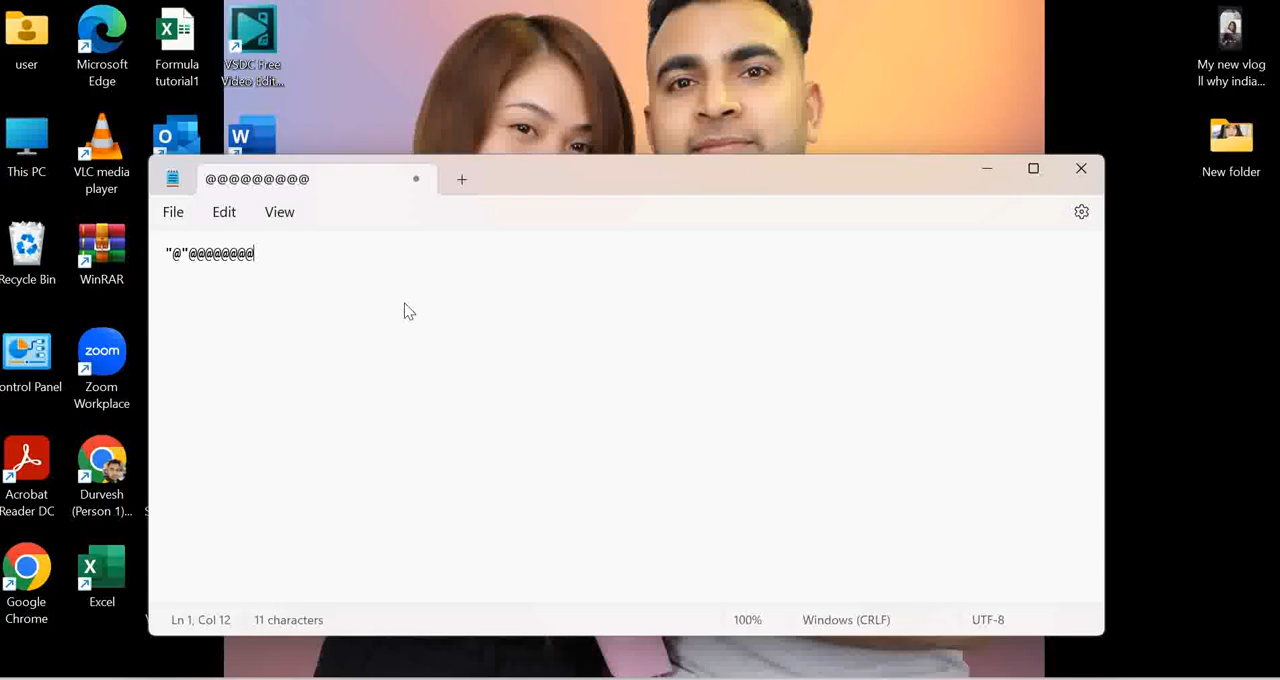 user
Microsoft
Edge
Formula
tutorial1
VSDC Free
Video Edit...
My new vlog
ll why india...
This PC
VLC media
player
New folder
@@@@@@@@@
File
Edit
View
"@"@@@@@@@@
Recycle Bin
WinRAR
zoom
ontrol Panel
Zoom
Workplace
Acrobat
Reader DC
Durvesh
(Person 1)...
Google
Chrome
Excel
Ln 1, Col 12
11 characters
100%
Windows (CRLF)
UTF-8